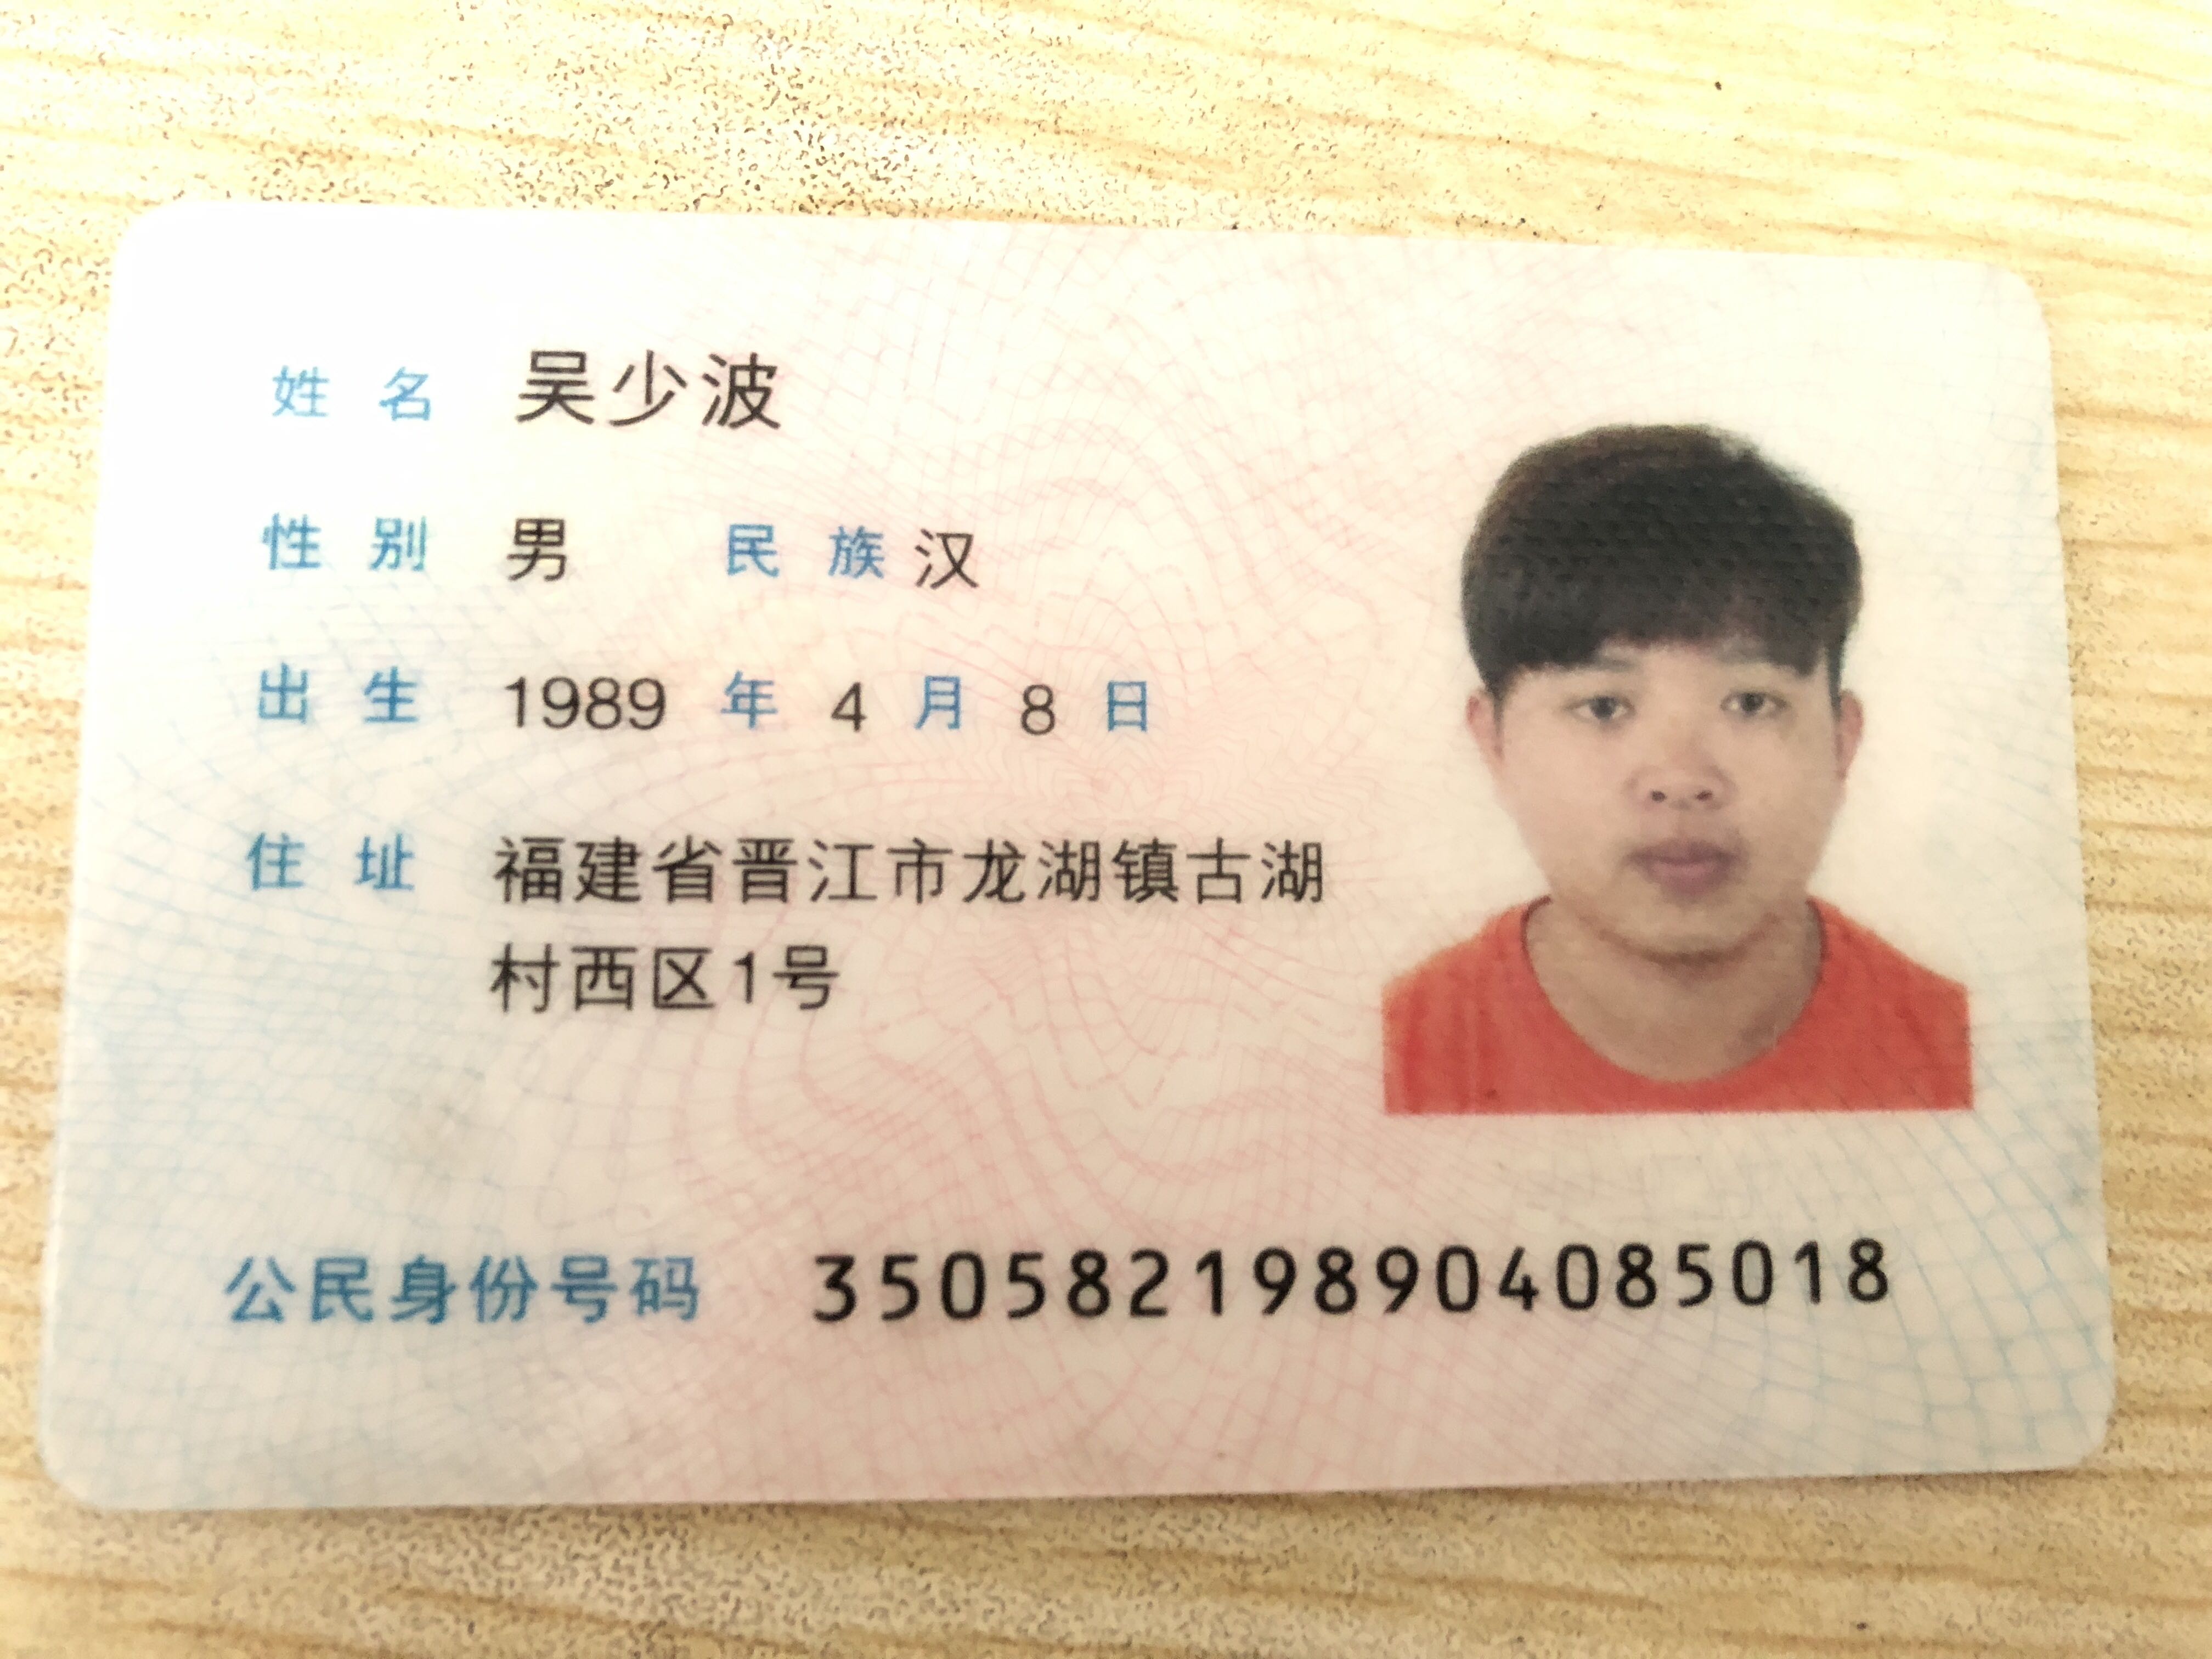 姓名 吴少波
性别 男 民族 汉
出生 1989 年 4 月 8 日
住址 福建省晋江市龙湖镇古湖
村西区1号
公民身份号码 350582198904085018